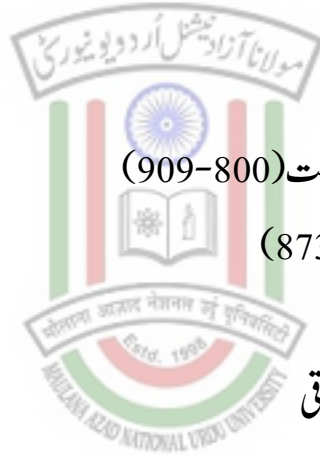 مولانا آزاد نیشنل اُردو یونیورسٹی
ت(800-909)
(873
मौलाना आज़ाद नेशनल उर्दू यूनिवर्सिटी
Estd. 1998
MAULANA AZAD NATIONAL URDU UNIVERSITY
قی